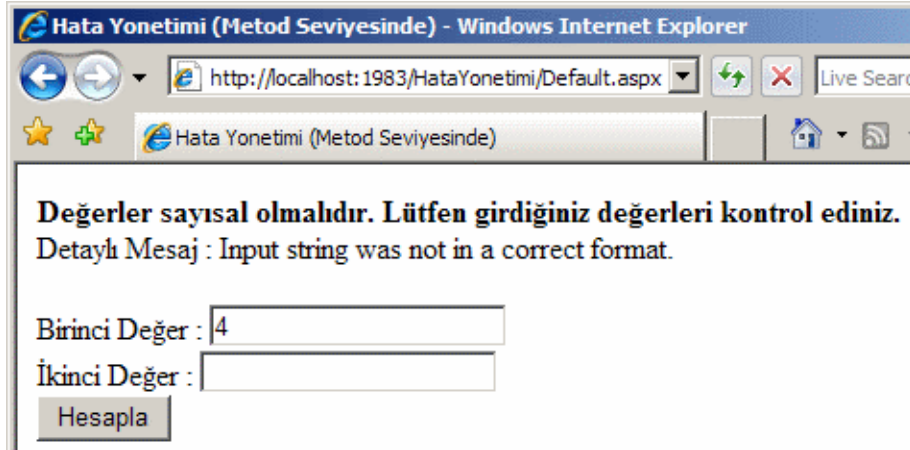 Hata Yonetimi (Metod Seviyesinde) - Windows Internet Explorer
http://localhost:1983/HataYonetimi/Default.aspx
Live Searc
Hata Yonetimi (Metod Seviyesinde)
Değerler sayısal olmalıdır. Lütfen girdiğiniz değerleri kontrol ediniz.
Detaylı Mesaj : Input string was not in a correct format.
Birinci Değer : 4
İkinci Değer :
Hesapla